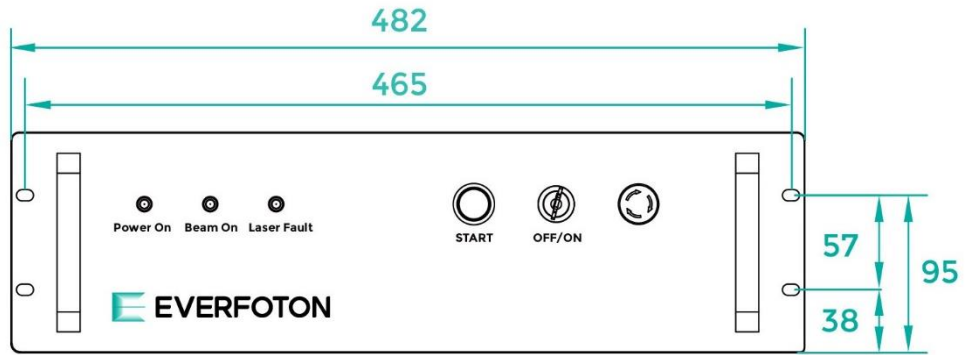 482
465
Power On Beam On Laser Fault
START OFF/ON
57
95
38
EVERFOTON